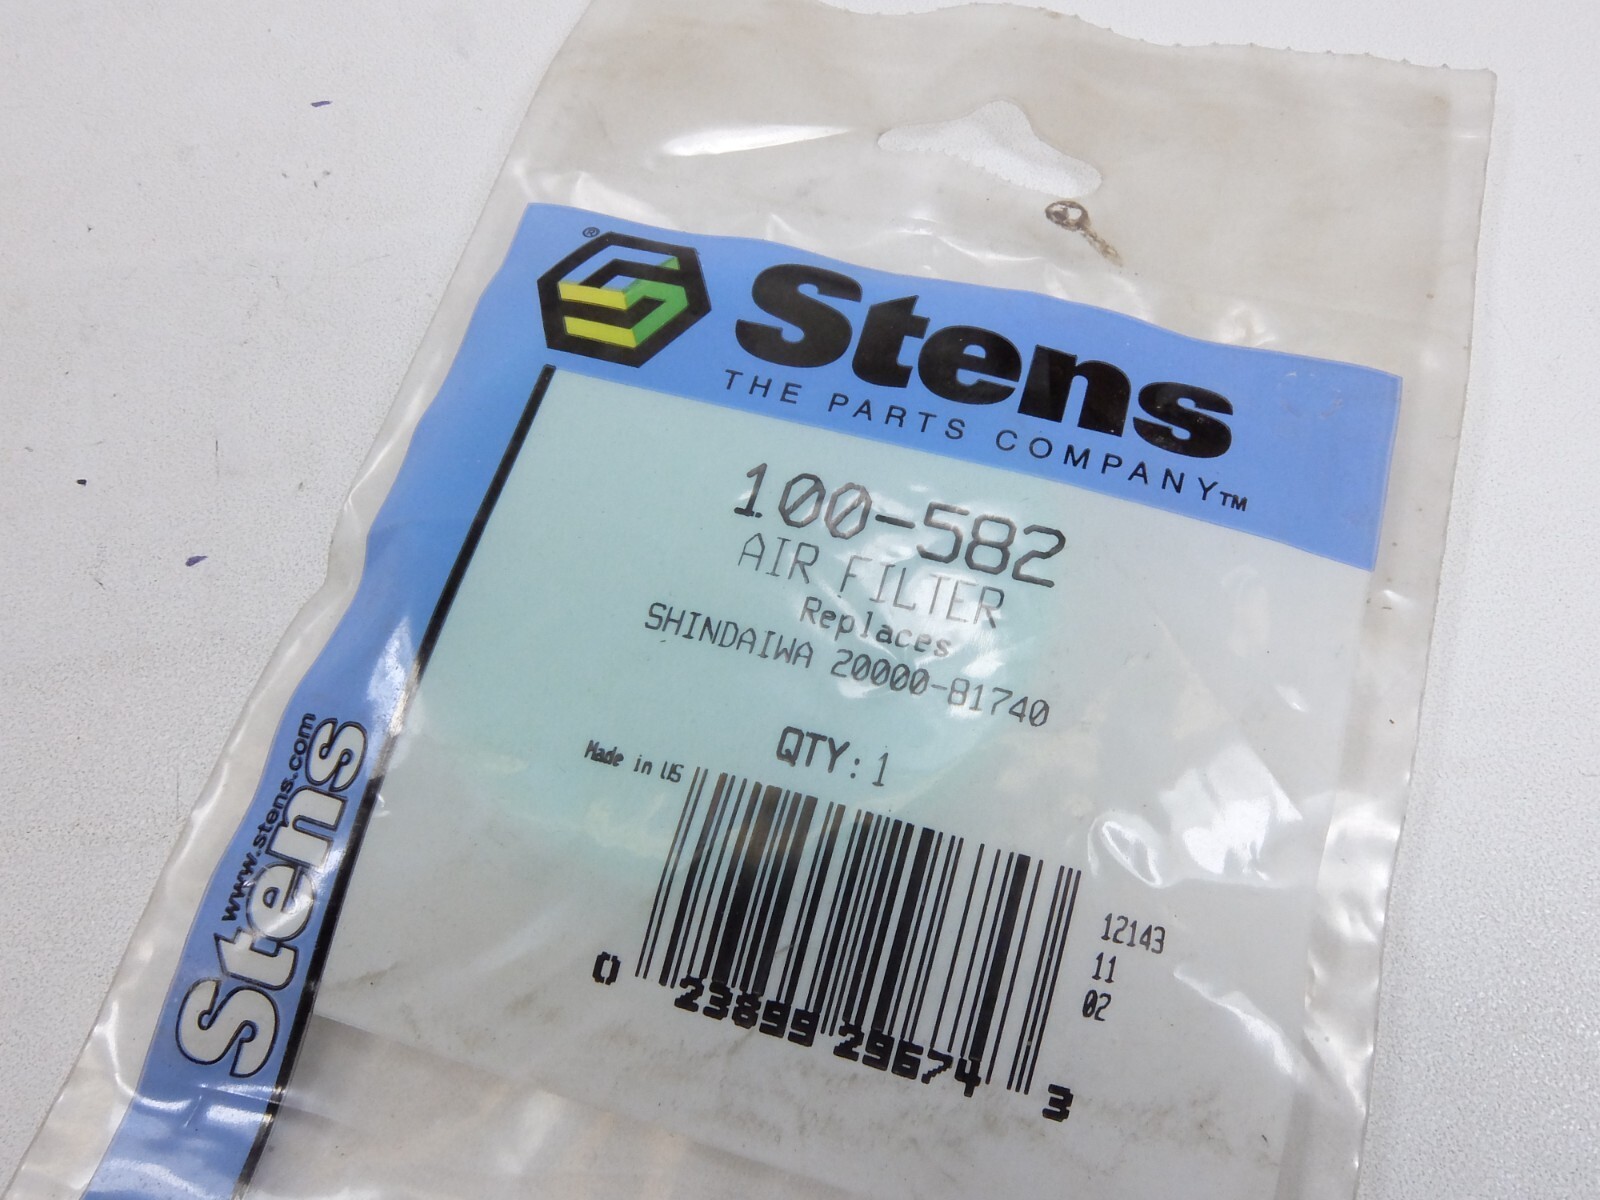 ®
Stens
THE PARTS COMPANY™
100-582
AIR FILTER
Replaces
SHINDAIWA 20000-81740
QTY: 1
Made in US
0 23899 29674 3
12143
11
02
www.stens.com
Stens